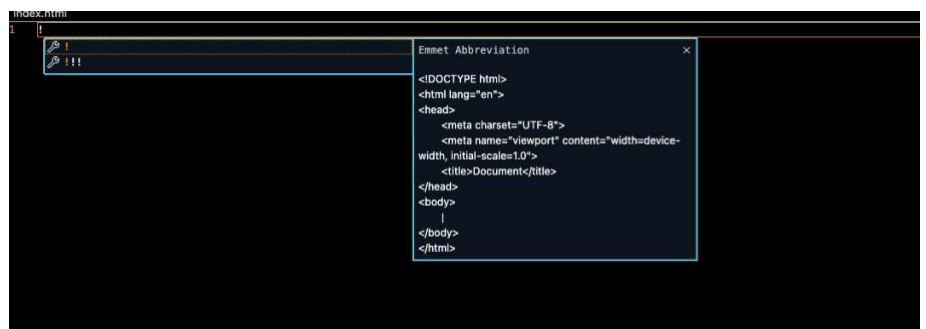 index.html
1 !
!
!!!
Emmet Abbreviation ×
<!DOCTYPE html>
<html lang="en">
<head>
<meta charset="UTF-8">
<meta name="viewport" content="width=device-
width, initial-scale=1.0">
<title>Document</title>
</head>
<body>
|
</body>
</html>